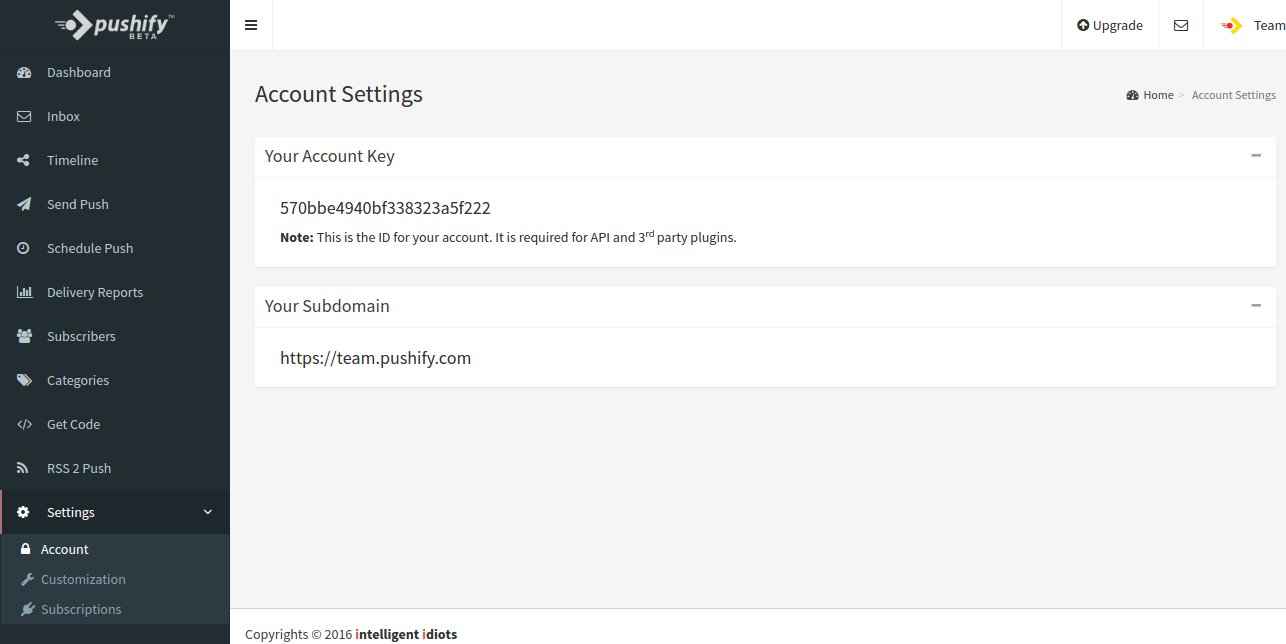 pushify™
BETA
Upgrade
Team
Dashboard
Inbox
Timeline
Send Push
Schedule Push
Delivery Reports
Subscribers
Categories
Get Code
RSS 2 Push
Settings
Account
Customization
Subscriptions
Account Settings
Home > Account Settings
Your Account Key
570bbe4940bf338323a5f222
Note: This is the ID for your account. It is required for API and 3rd party plugins.
Your Subdomain
https://team.pushify.com
Copyrights © 2016 intelligent idiots